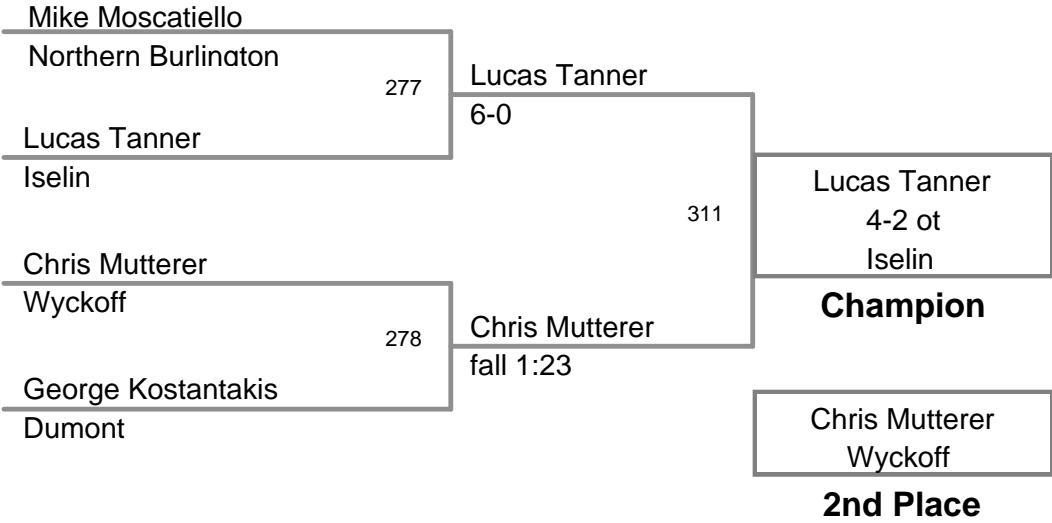 Mike Moscatiello
Northern Burlington
277
Lucas Tanner
6-0
Lucas Tanner
Iselin
311
Lucas Tanner
4-2 ot
Iselin
Champion
Chris Mutterer
Wyckoff
278
Chris Mutterer
fall 1:23
George Kostantakis
Dumont
Chris Mutterer
Wyckoff
2nd Place